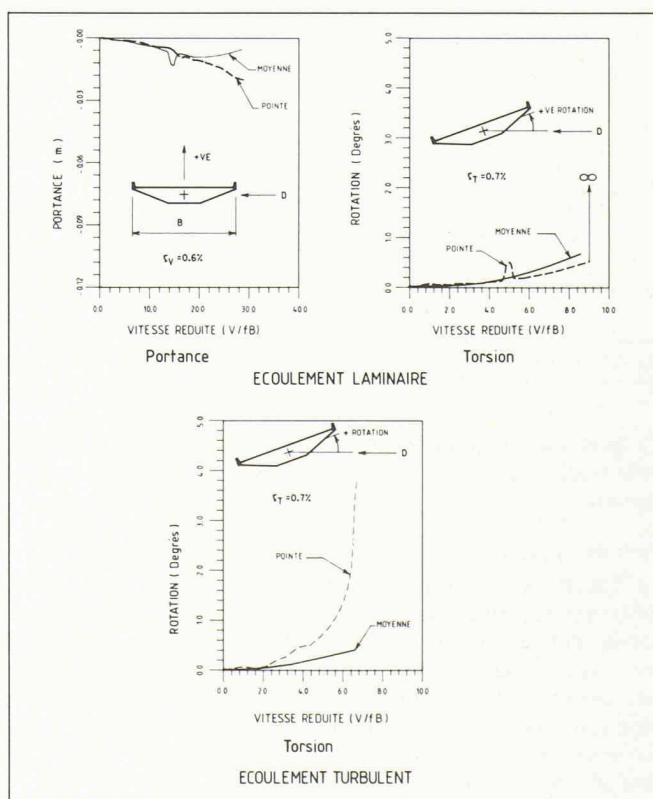 -0.00
-0.03
-0.06
-0.09
0.12
PORTANCE (m)
MOYENNE
POINTE
+VE
D
B
ζV=0.6%
0.0 10.0 20.0 30.0 40.0
VITESSE REDUITE (V/fB)
Portance
5.0
4.0
3.0
2.0
1.0
0.0
ROTATION (Degrès)
+VE ROTATION
D
ζT=0.7%
∞
MOYENNE
POINTE
0.0 2.0 4.0 6.0 8.0 10.0
VITESSE REDUITE (V/fB)
Torsion
ECOULEMENT LAMINAIRE
5.0
4.0
3.0
2.0
1.0
0.0
ROTATION (Degrès)
+ ROTATION
D
ζT=0.7%
POINTE
MOYENNE
0.0 2.0 4.0 6.0 8.0 10.0
VITESSE REDUITE (V/fB)
Torsion
ECOULEMENT TURBULENT